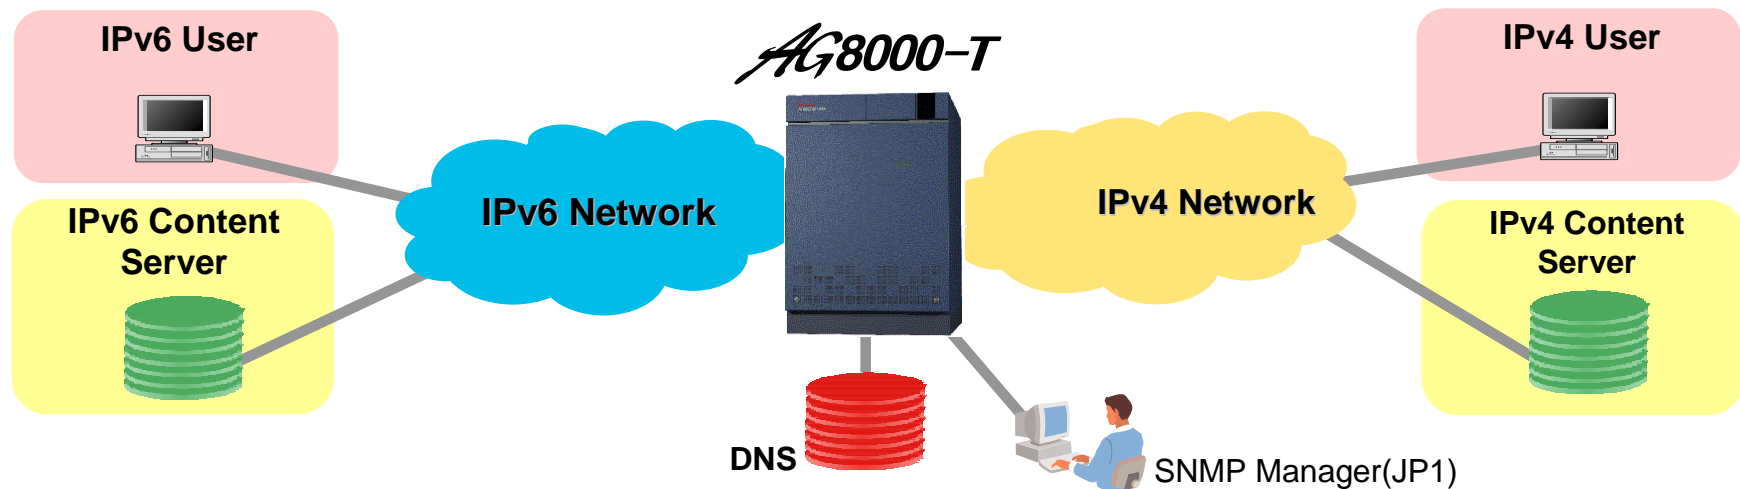 IPv6 User
AG8000-T
IPv4 User
IPv6 Network
IPv4 Network
IPv6 Content
Server
IPv4 Content
Server
DNS
SNMP Manager(JP1)